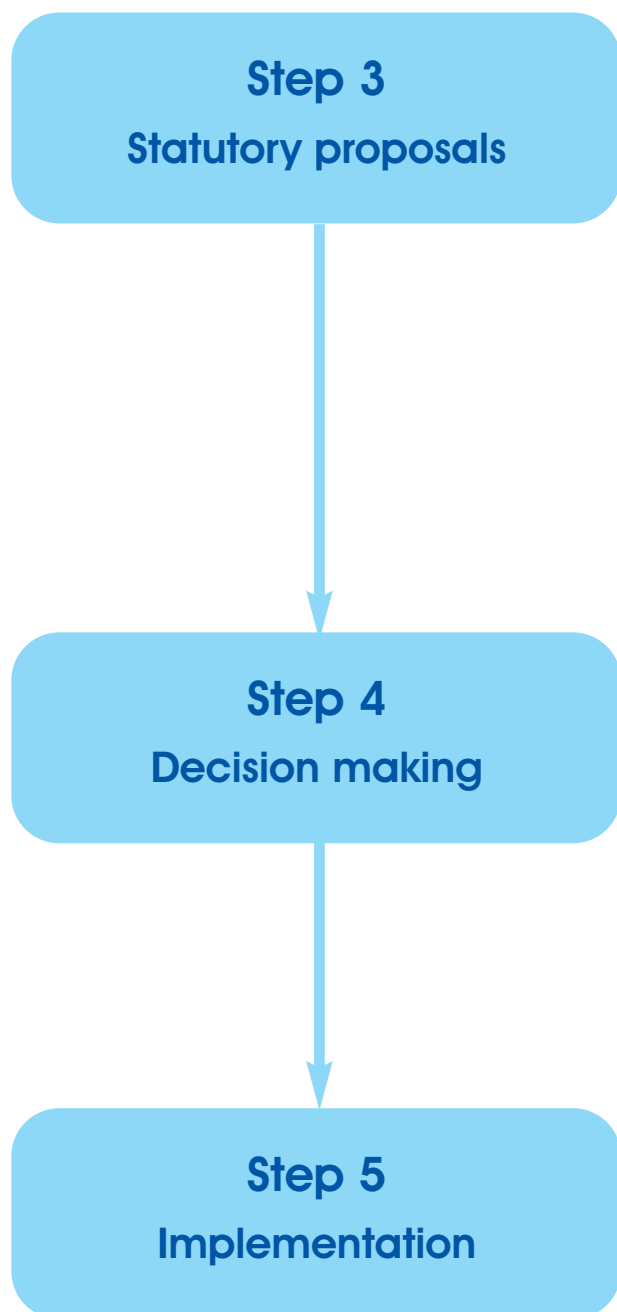 Step 3
Statutory proposals
Step 4
Decision making
Step 5
Implementation